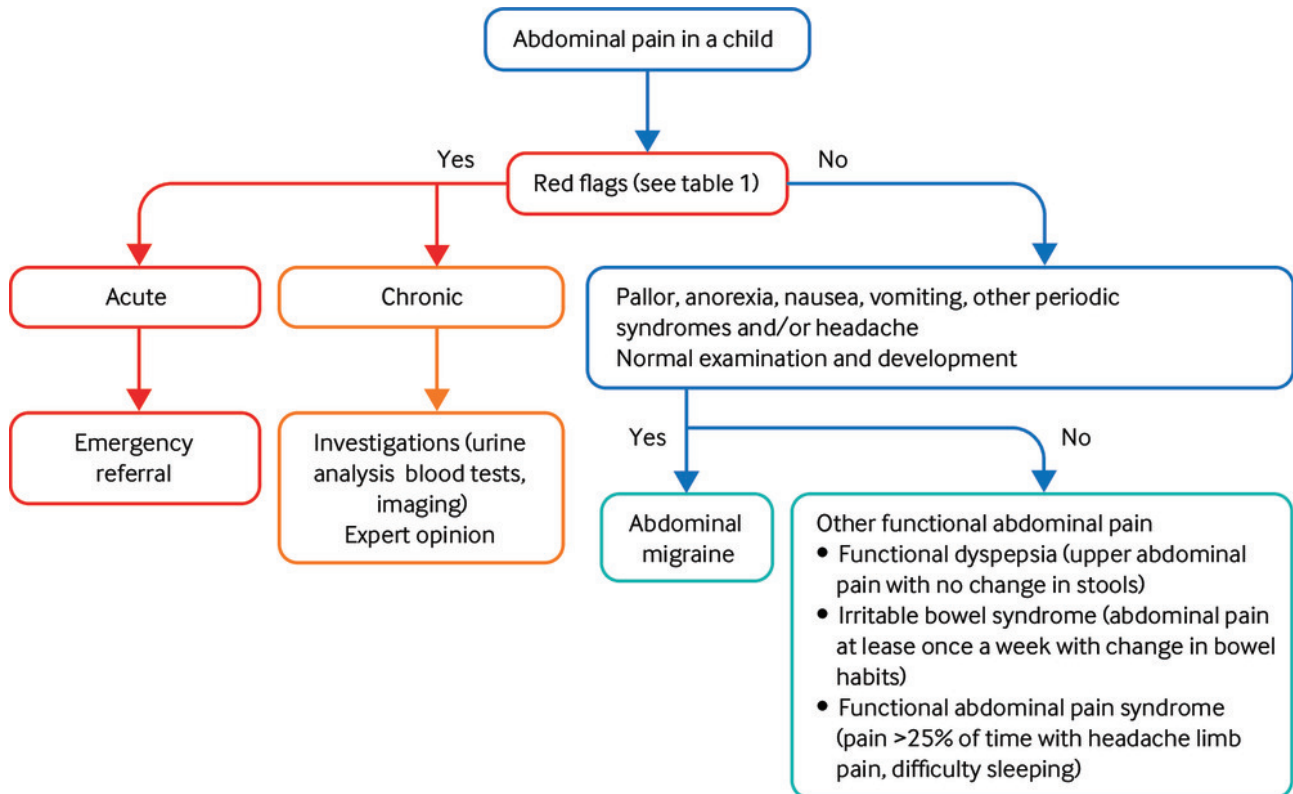 Abdominal pain in a child
Yes
No
Red flags (see table 1)
Acute
Chronic
Pallor, anorexia, nausea, vomiting, other periodic
syndromes and/or headache
Normal examination and development
Emergency
referral
Investigations (urine
analysis blood tests,
imaging)
Expert opinion
Yes
No
Abdominal
migraine
Other functional abdominal pain
• Functional dyspepsia (upper abdominal
pain with no change in stools)
• Irritable bowel syndrome (abdominal pain
at lease once a week with change in bowel
habits)
• Functional abdominal pain syndrome
(pain >25% of time with headache limb
pain, difficulty sleeping)